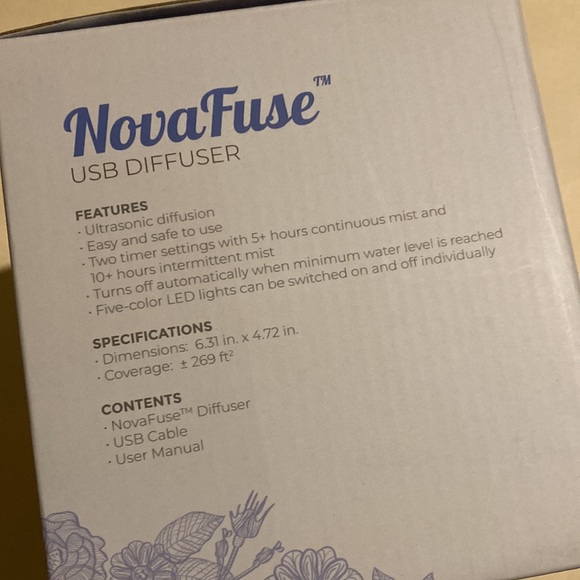 NovaFuse™
USB DIFFUSER
FEATURES
· Ultrasonic diffusion
· Easy and safe to use
· Two timer settings with 5+ hours continuous mist and
10+ hours intermittent mist
· Turns off automatically when minimum water level is reached
· Five-color LED lights can be switched on and off individually
SPECIFICATIONS
· Dimensions: 6.31 in. x 4.72 in.
· Coverage: ± 269 ft²
CONTENTS
· NovaFuse™ Diffuser
· USB Cable
· User Manual